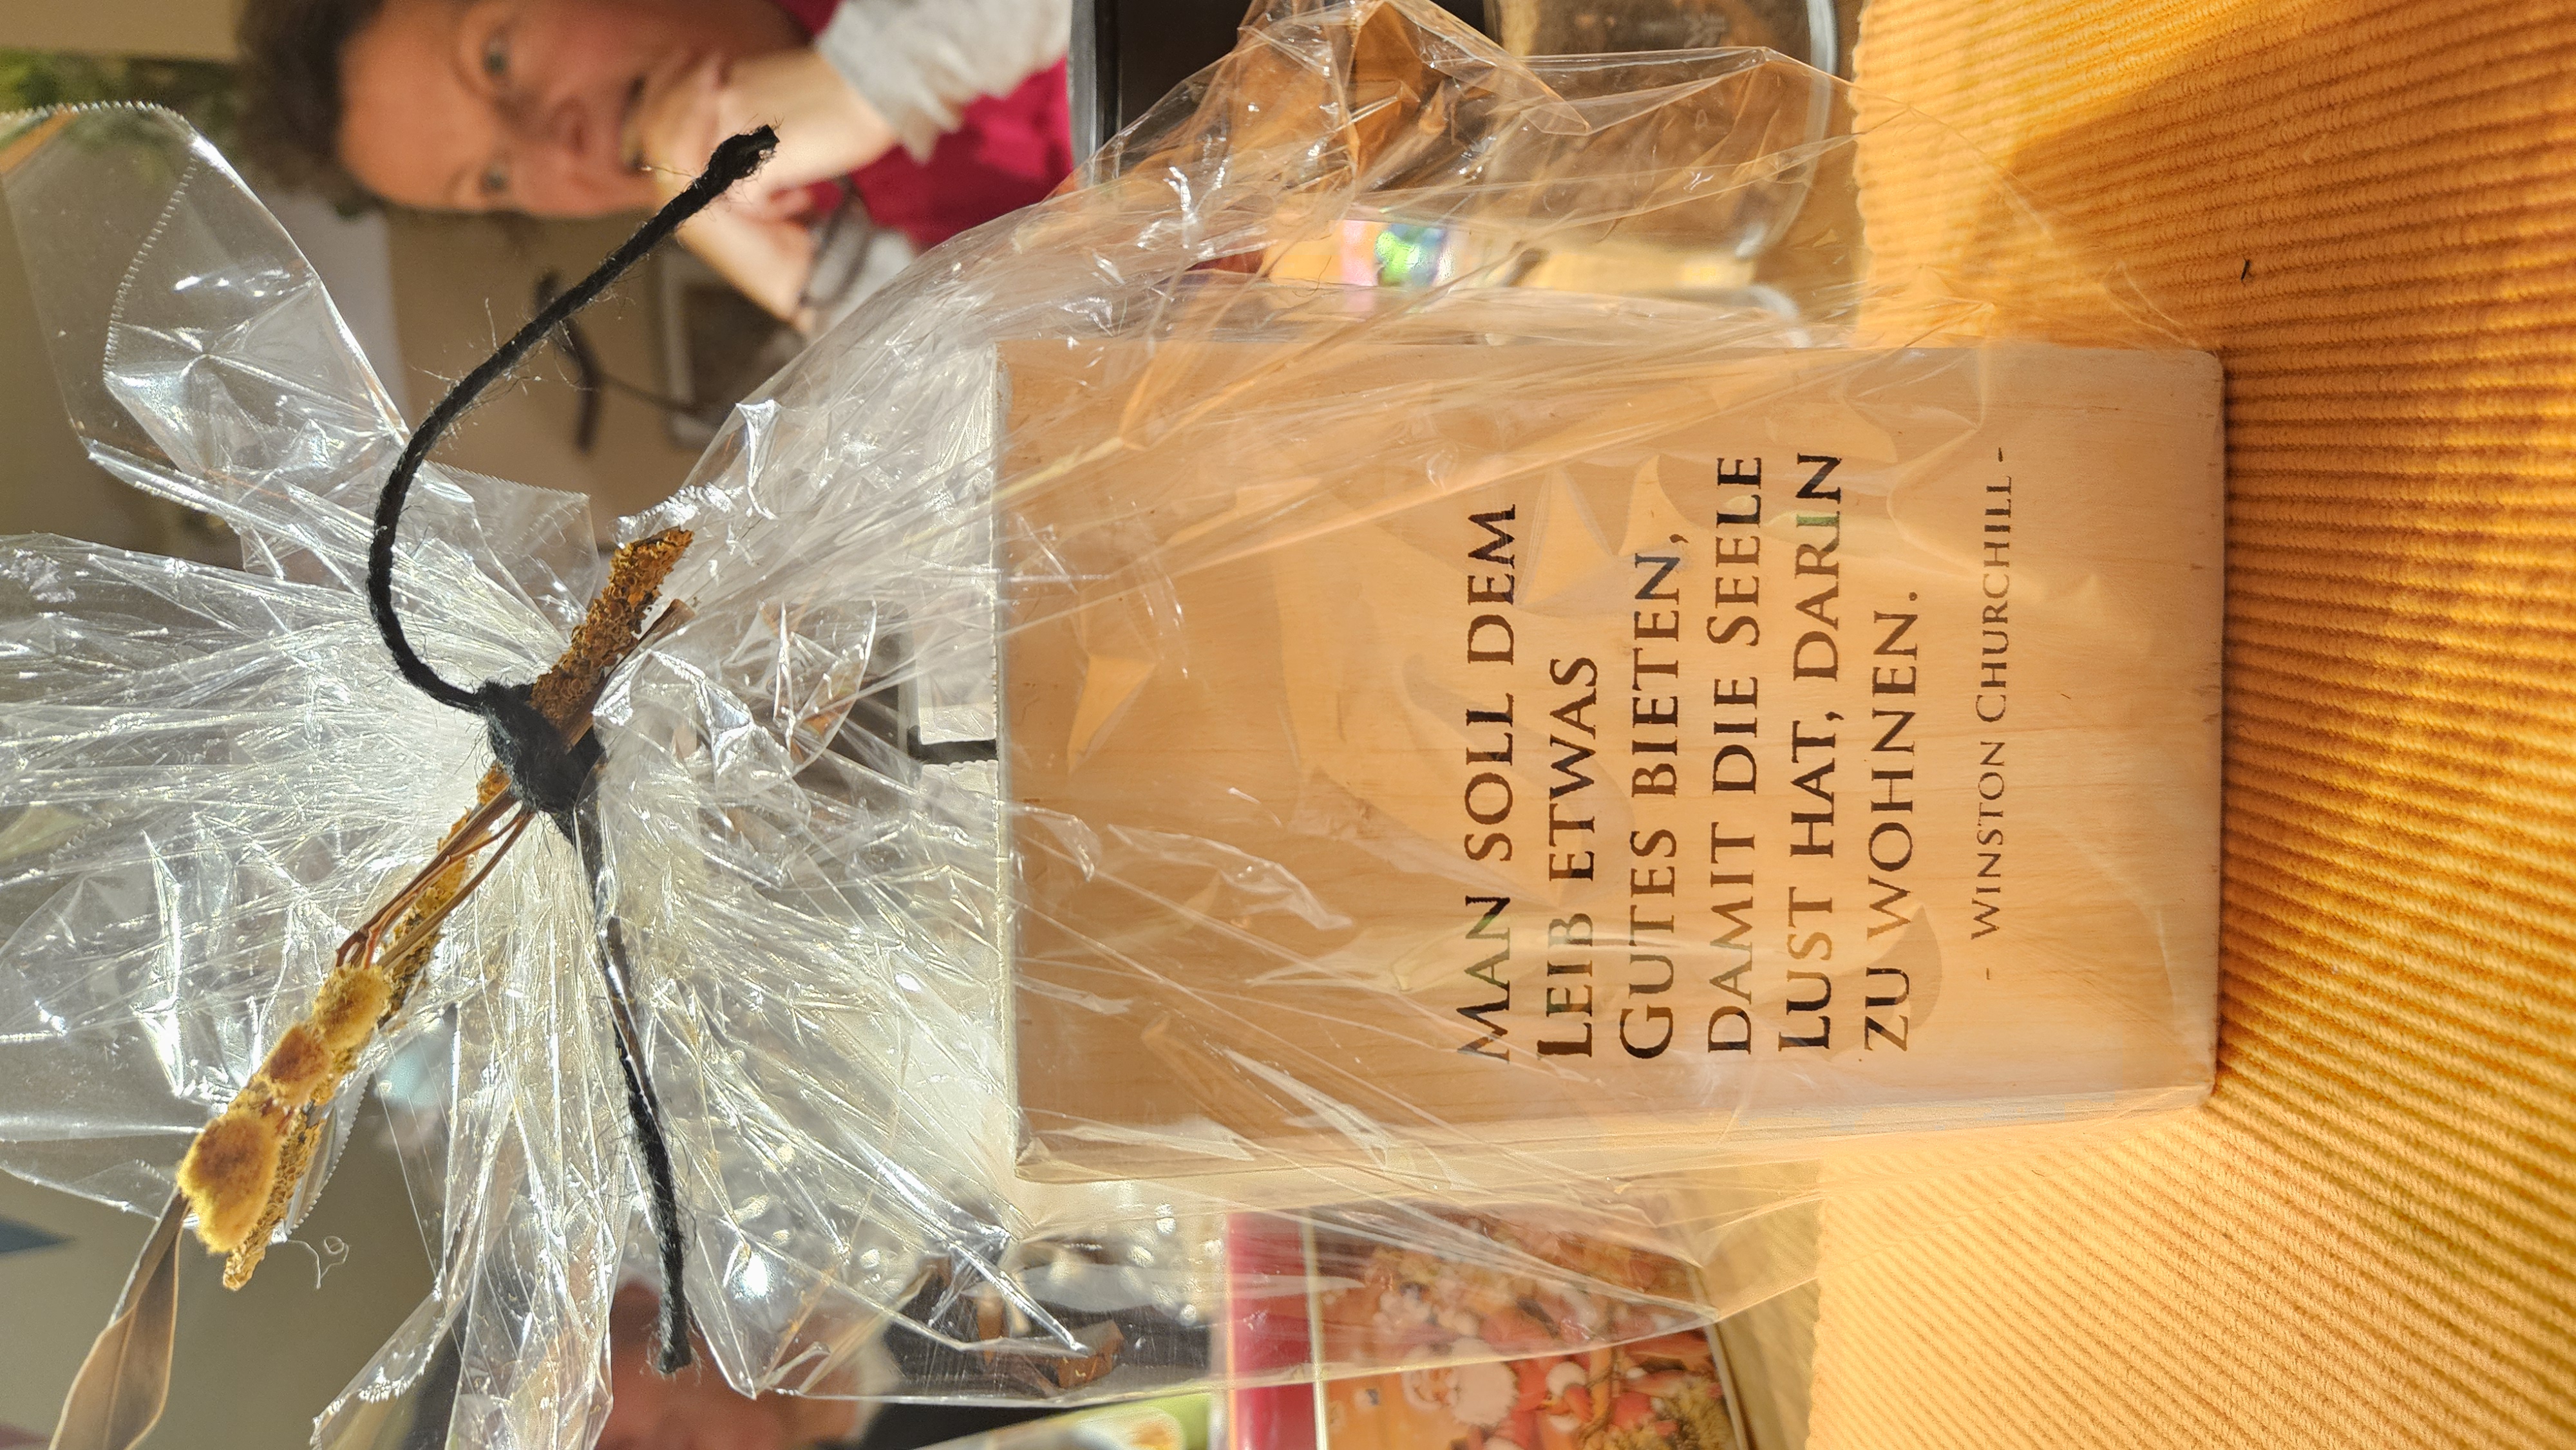 MAN SOLL DEM
LEIB ETWAS
GUTES BIETEN,
DAMIT DIE SEELE
LUST HAT, DARIN
ZU WOHNEN.
- WINSTON CHURCHILL -